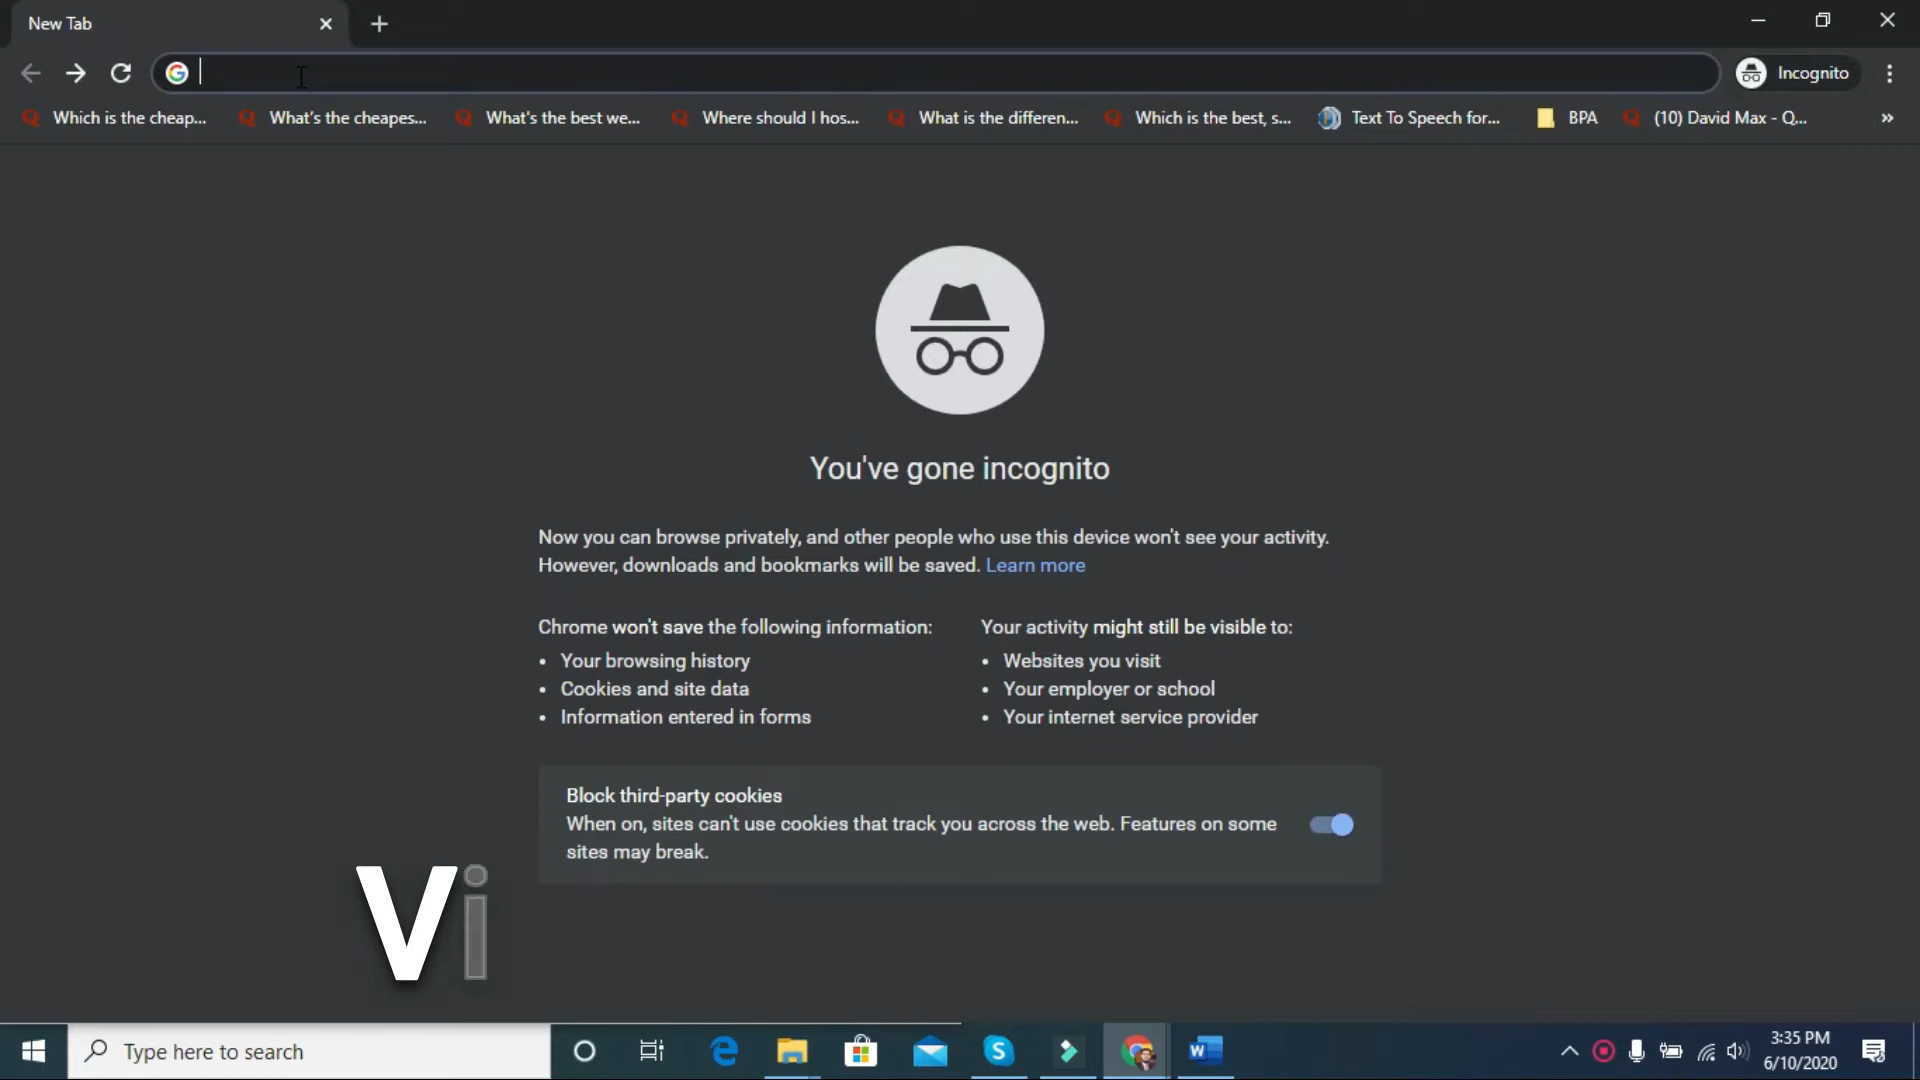 New Tab
Incognito
Which is the cheap...
What's the cheapes...
What's the best we...
Where should I hos...
What is the differen...
Which is the best, s...
Text To Speech for...
BPA
(10) David Max - Q...
You've gone incognito
Now you can browse privately, and other people who use this device won't see your activity.
However, downloads and bookmarks will be saved. Learn more
Chrome won't save the following information:
Your browsing history
Cookies and site data
Information entered in forms
Your activity might still be visible to:
Websites you visit
Your employer or school
Your internet service provider
Block third-party cookies
When on, sites can't use cookies that track you across the web. Features on some
sites may break.
Vi
Type here to search
3:35 PM
6/10/2020